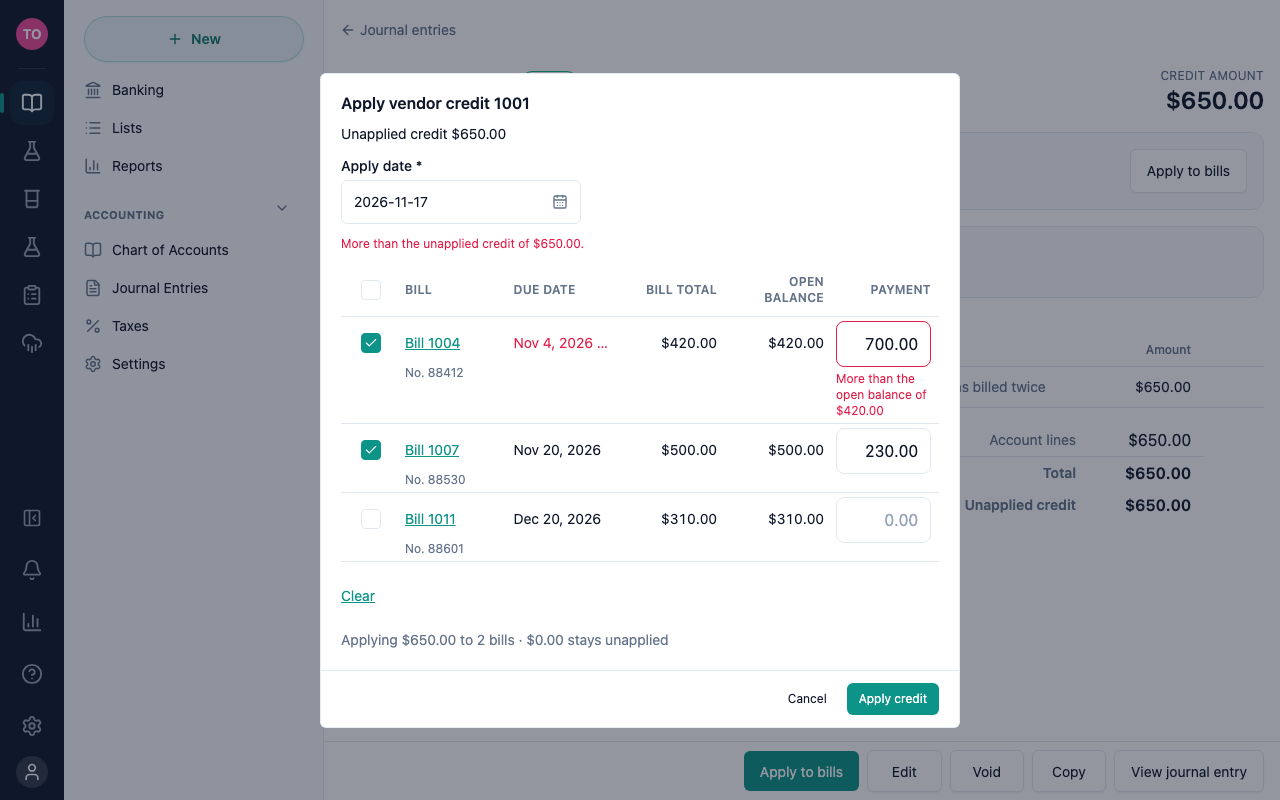 TO
New
Banking
Lists
Reports
ACCOUNTING
Chart of Accounts
Journal Entries
Taxes
Settings
Journal entries
CREDIT AMOUNT
$650.00
Apply to bills
Apply vendor credit 1001
Unapplied credit $650.00
Apply date *
2026-11-17
More than the unapplied credit of $650.00.
BILL DUE DATE BILL TOTAL OPEN BALANCE PAYMENT
Bill 1004 Nov 4, 2026 ... $420.00 $420.00 700.00
No. 88412
More than the
open balance of
$420.00
Bill 1007 Nov 20, 2026 $500.00 $500.00 230.00
No. 88530
Bill 1011 Dec 20, 2026 $310.00 $310.00 0.00
No. 88601
Clear
Applying $650.00 to 2 bills · $0.00 stays unapplied
Cancel
Apply credit
Amount
s billed twice $650.00
Account lines $650.00
Total $650.00
Unapplied credit $650.00
Apply to bills
Edit
Void
Copy
View journal entry